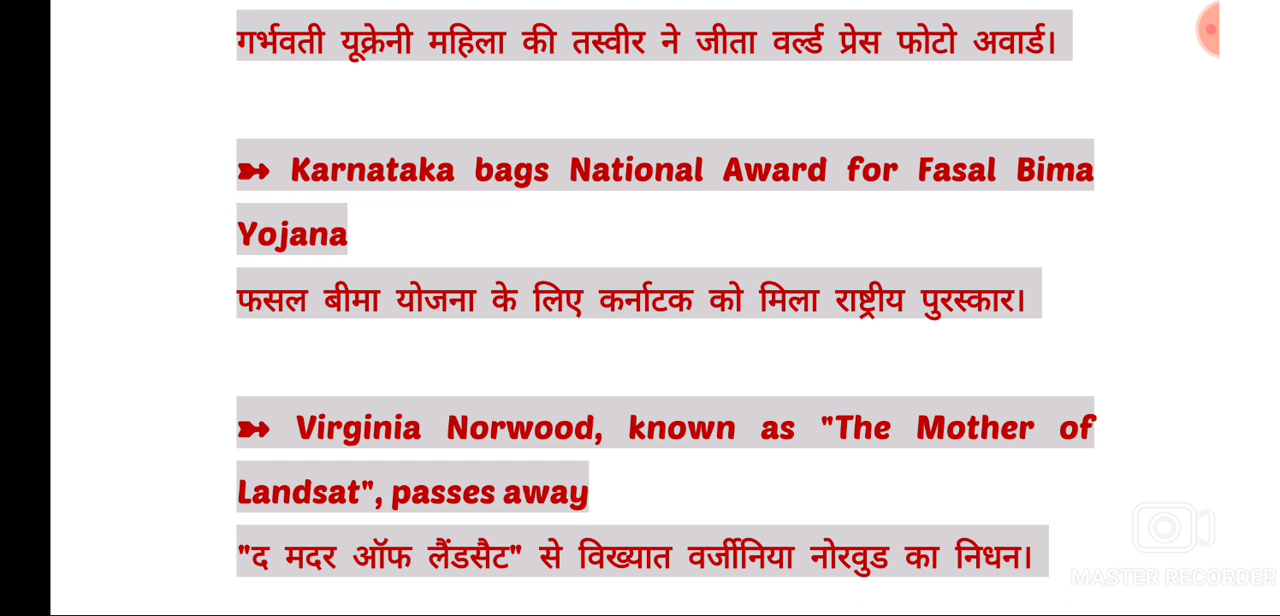 गर्भवती यूक्रेनी महिला की तस्वीर ने जीता वर्ल्ड प्रेस फोटो अवार्ड।
➽ Karnataka bags National Award for Fasal Bima
Yojana
फसल बीमा योजना के लिए कर्नाटक को मिला राष्ट्रीय पुरस्कार।
➽ Virginia Norwood, known as "The Mother of
Landsat", passes away
"द मदर ऑफ लैंडसैट" से विख्यात वर्जीनिया नोरवुड का निधन।
MASTER RECORDER